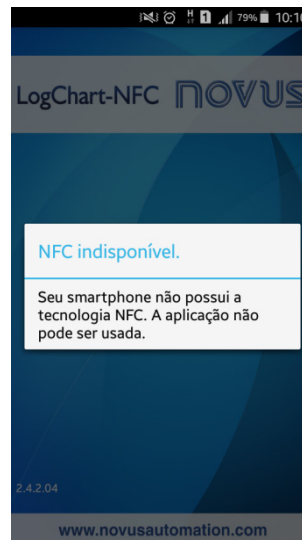 79% 10:10
LogChart-NFC NOVUS
NFC indisponível.
Seu smartphone não possui a
tecnologia NFC. A aplicação não
pode ser usada.
2.4.2.04
www.novusautomation.com